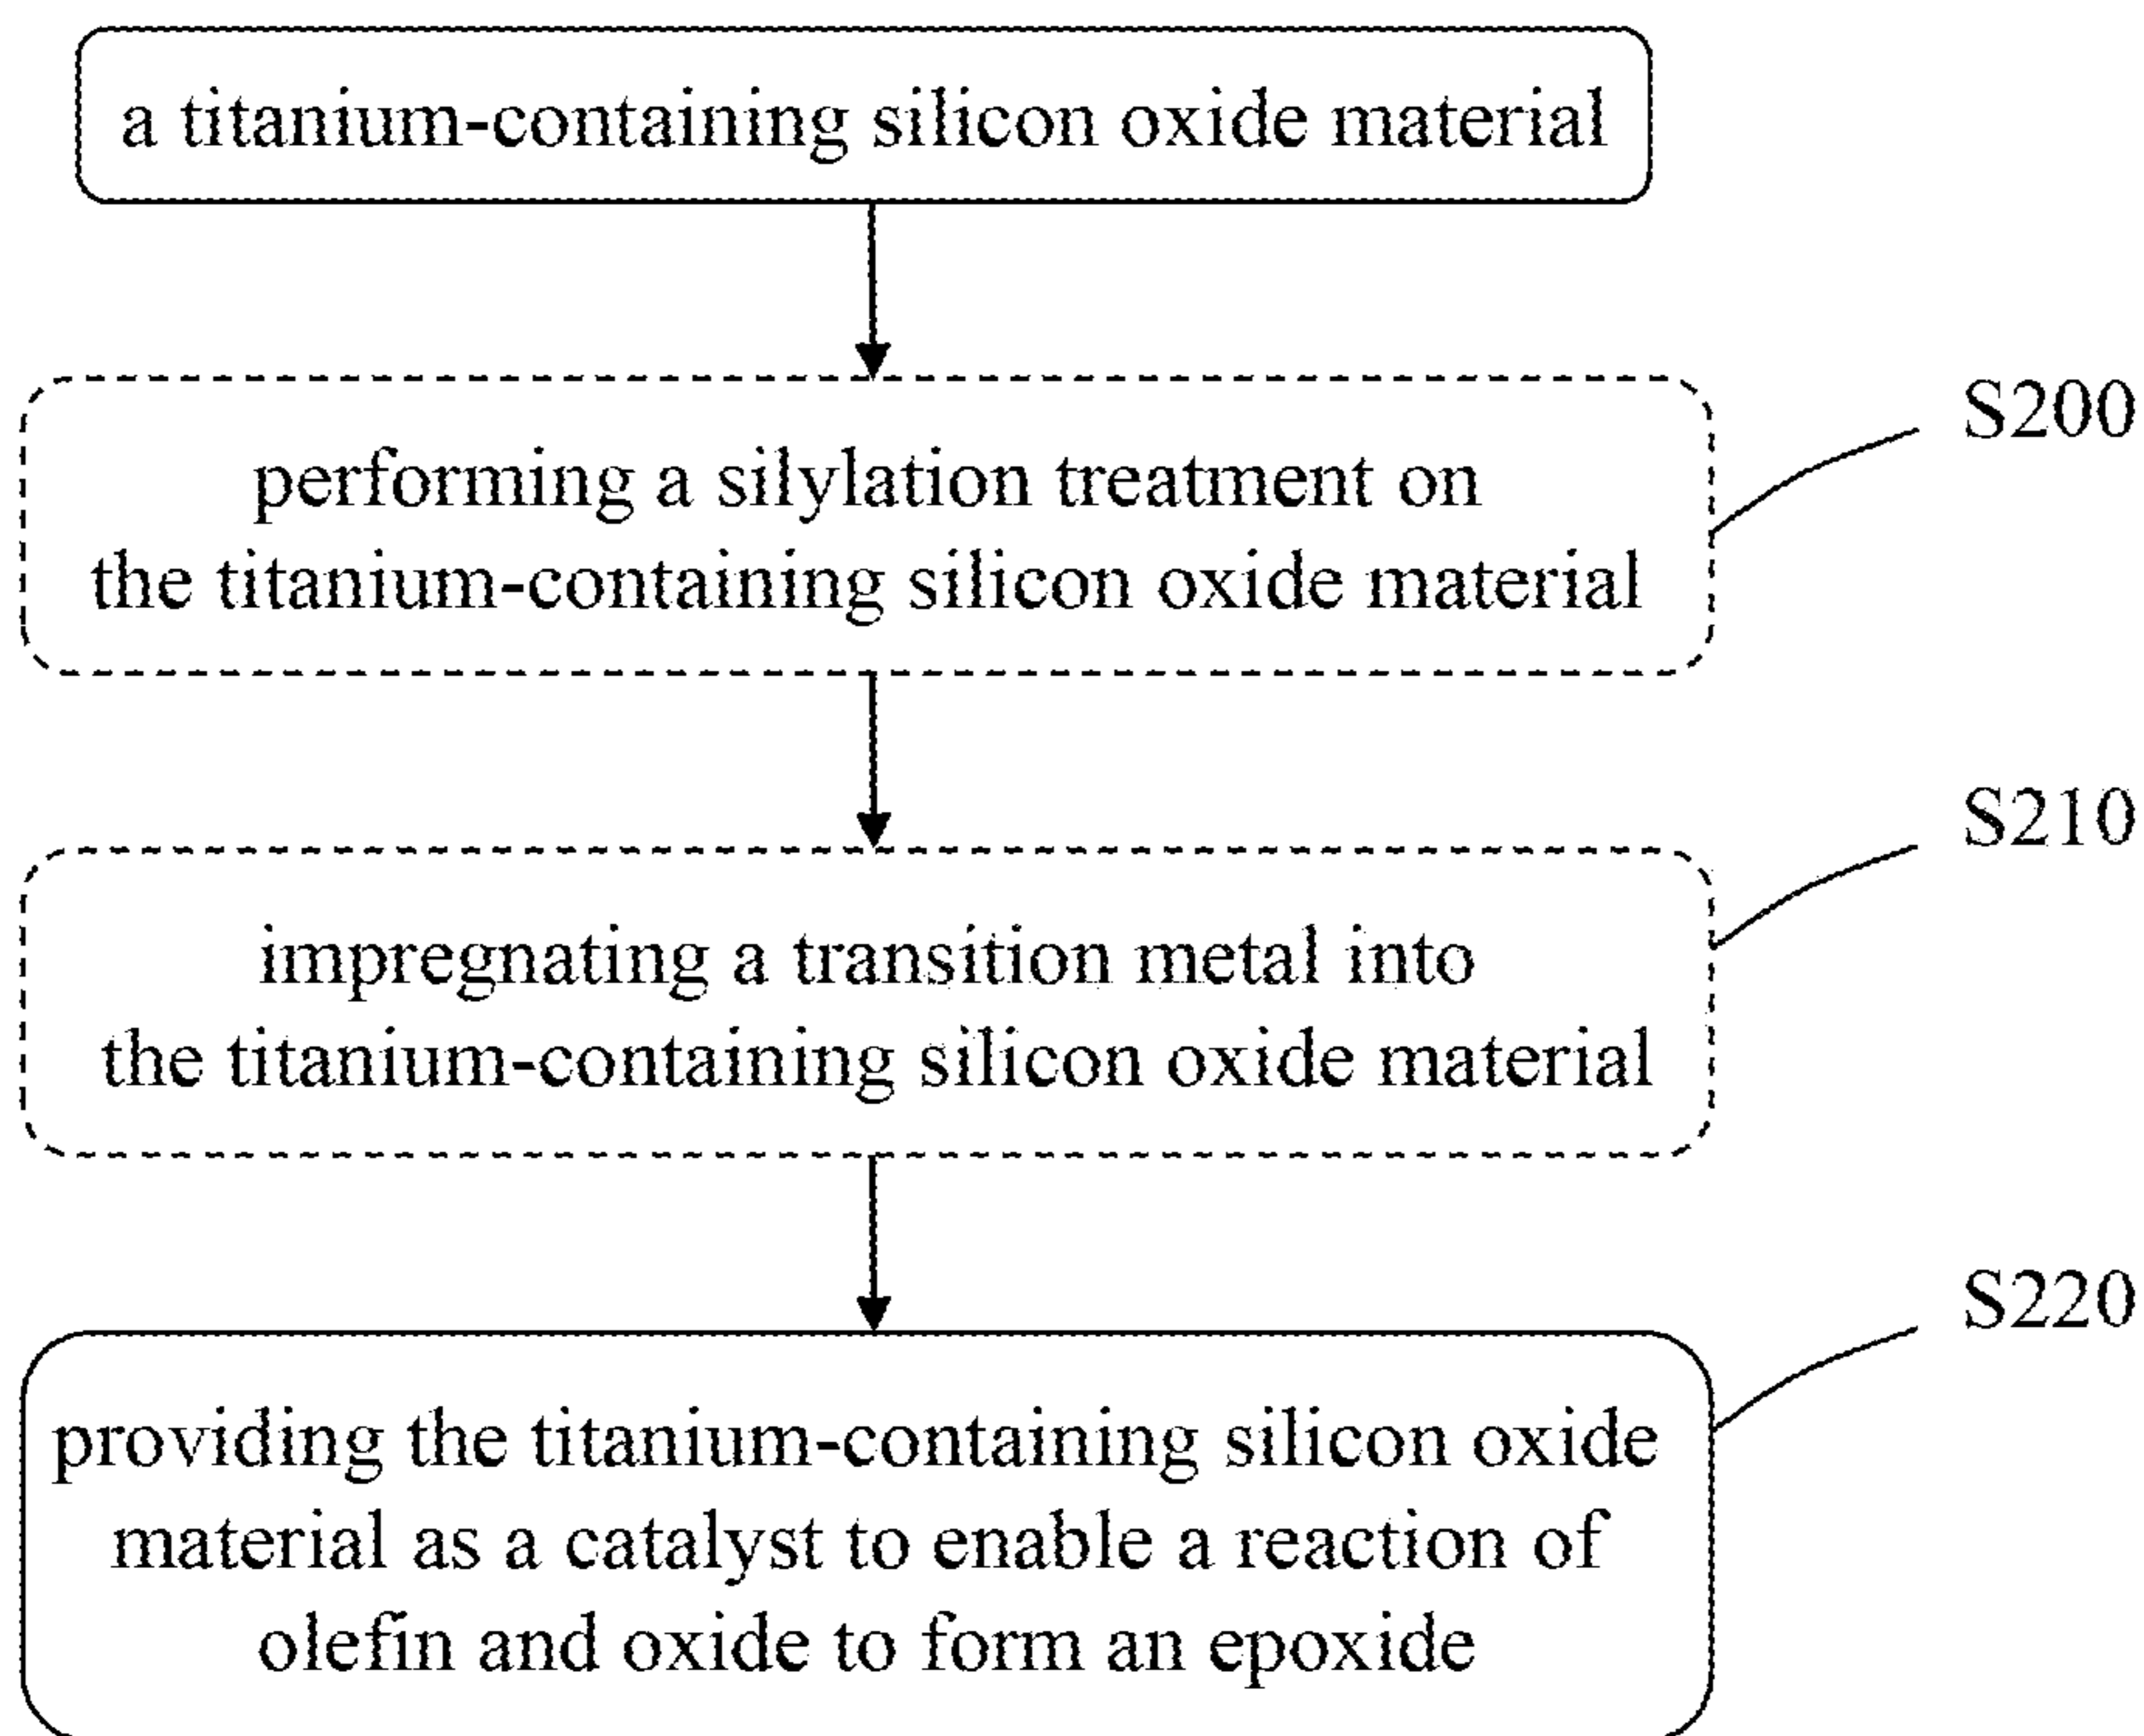 a titanium-containing silicon oxide material
S200
performing a silylation treatment on
the titanium-containing silicon oxide material
S210
impregnating a transition metal into
the titanium-containing silicon oxide material
S220
providing the titanium-containing silicon oxide
material as a catalyst to enable a reaction of
olefin and oxide to form an epoxide